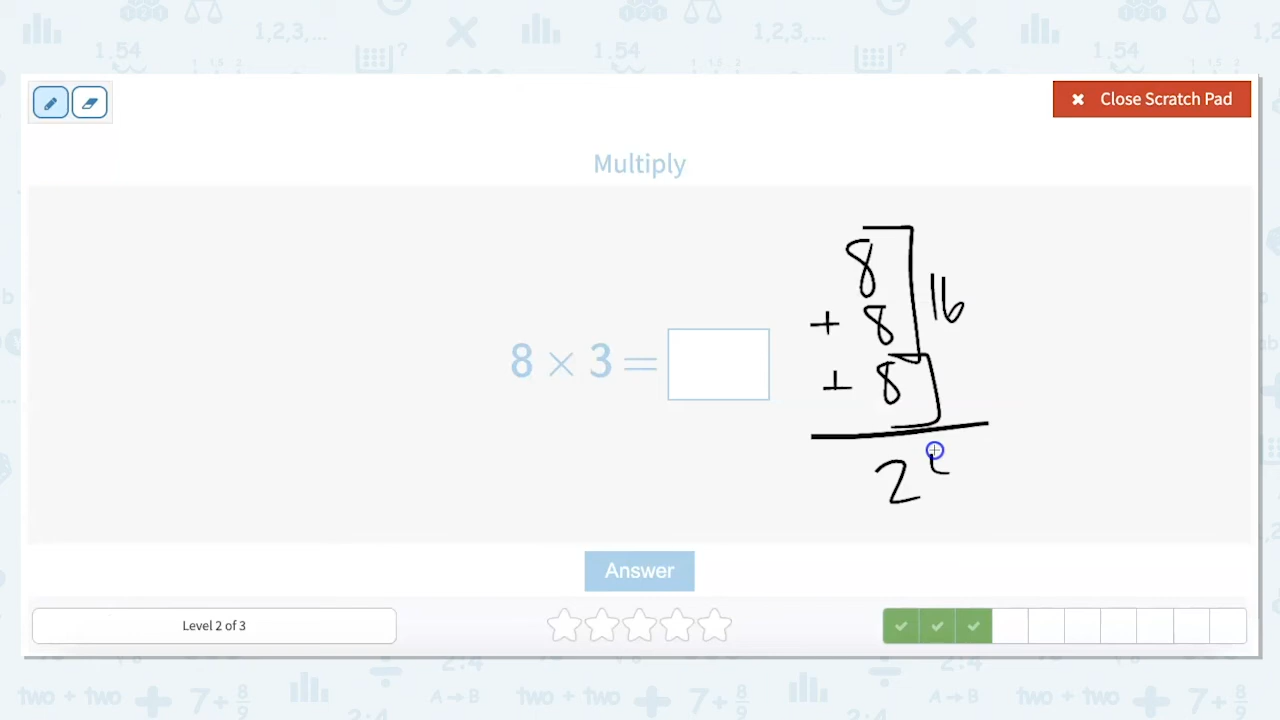 Close Scratch Pad
Multiply
8 × 3 =
8
+ 8
16
+ 8
2
Answer
Level 2 of 3